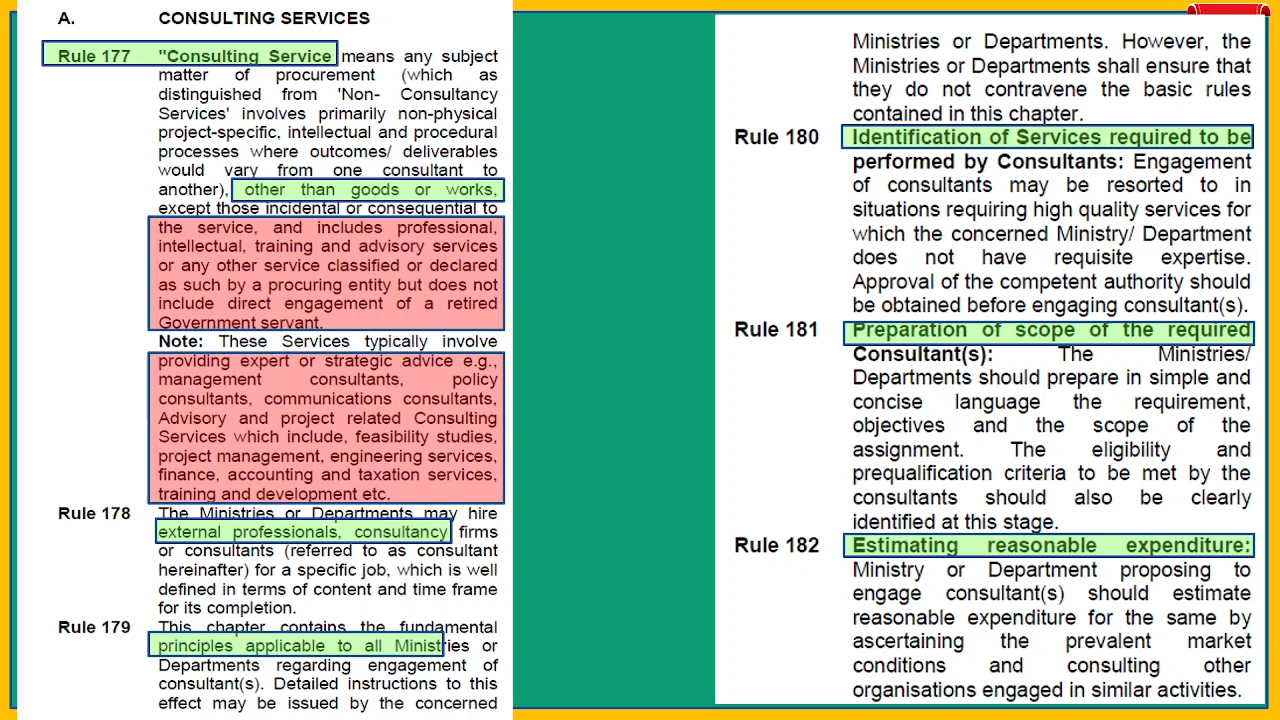 A. CONSULTING SERVICES
Rule 177 "Consulting Service means any subject
matter of procurement (which as
distinguished from 'Non- Consultancy
Services' involves primarily non-physical
project-specific, intellectual and procedural
processes where outcomes/ deliverables
would vary from one consultant to
another), other than goods or works,
except those incidental or consequential to
the service, and includes professional,
intellectual, training and advisory services
or any other service classified or declared
as such by a procuring entity but does not
include direct engagement of a retired
Government servant.
Note: These Services typically involve
providing expert or strategic advice e.g.,
management consultants, policy
consultants, communications consultants,
Advisory and project related Consulting
Services which include, feasibility studies,
project management, engineering services,
finance, accounting and taxation services,
training and development etc.
Rule 178 The Ministries or Departments may hire
external professionals, consultancy firms
or consultants (referred to as consultant
hereinafter) for a specific job, which is well
defined in terms of content and time frame
for its completion.
Rule 179 This chapter contains the fundamental
principles applicable to all Ministries or
Departments regarding engagement of
consultant(s). Detailed instructions to this
effect may be issued by the concerned
Ministries or Departments. However, the
Ministries or Departments shall ensure that
they do not contravene the basic rules
contained in this chapter.
Rule 180 Identification of Services required to be
performed by Consultants: Engagement
of consultants may be resorted to in
situations requiring high quality services for
which the concerned Ministry/ Department
does not have requisite expertise.
Approval of the competent authority should
be obtained before engaging consultant(s).
Rule 181 Preparation of scope of the required
Consultant(s): The Ministries/
Departments should prepare in simple and
concise language the requirement,
objectives and the scope of the
assignment. The eligibility and
prequalification criteria to be met by the
consultants should also be clearly
identified at this stage.
Rule 182 Estimating reasonable expenditure:
Ministry or Department proposing to
engage consultant(s) should estimate
reasonable expenditure for the same by
ascertaining the prevalent market
conditions and consulting other
organisations engaged in similar activities.